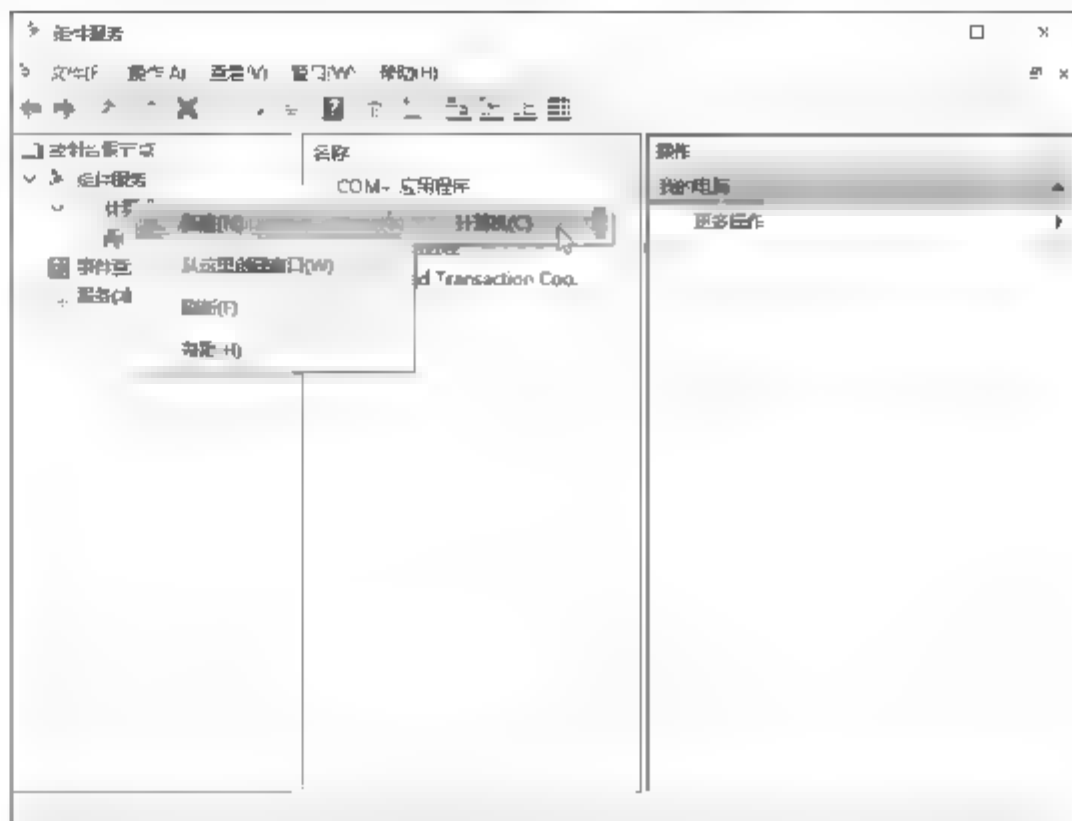 组件服务
文件(F 操作(A) 查看(V) 窗口(W) 帮助(H)
控制台根节点
组件服务
计算
事件查
服务(本
名称
COM+ 应用程序
ed Transaction Coo.
新建(N)
计算机(C)
从这里创建窗口(W)
刷新(F)
帮助(H)
操作
我的电脑
更多操作